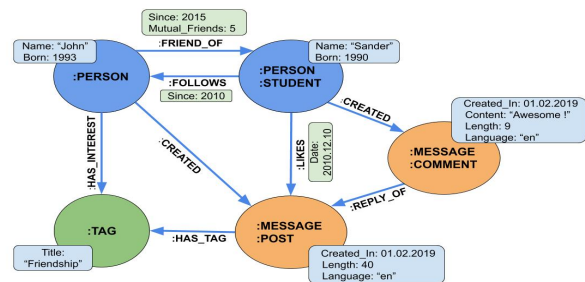 Since: 2015
Mutual_Friends: 5
Name: “John”
Born: 1993
:FRIEND_OF
Name: “Sander”
Born: 1990
:PERSON
:FOLLOWS
Since: 2010
:PERSON
:STUDENT
:CREATED
Created_In: 01.02.2019
Content: “Awesome !”
Length: 9
Language: “en”
:HAS_INTEREST
:CREATED
:LIKES
Date:
2010.12.10
:MESSAGE
:COMMENT
:REPLY_OF
:TAG
:HAS_TAG
:MESSAGE
:POST
Title:
“Friendship”
Created_In: 01.02.2019
Length: 40
Language: “en”